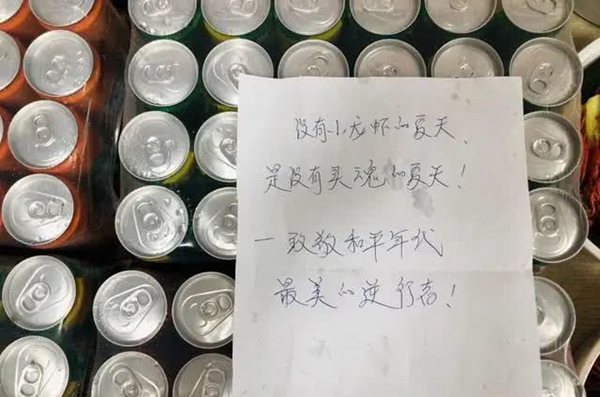 没有小龙虾的夏天、
是没有灵魂的夏天！
一致敬和平年代
最美的逆行者！